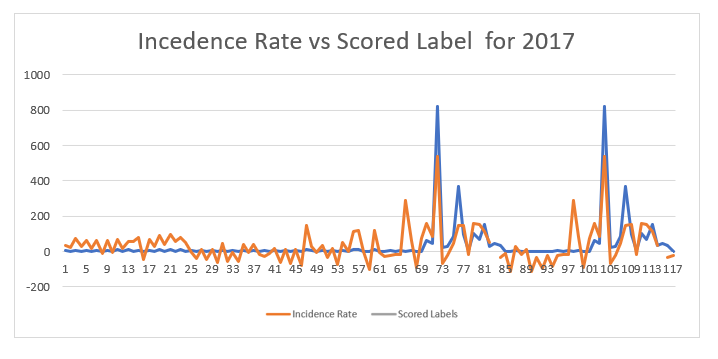 Incedence Rate vs Scored Label  for 2017
1000
800
600
400
200
0
-200
1 5 9 13 17 21 25 29 33 37 41 45 49 53 57 61 65 69 73 77 81 85 89 93 97 101 105 109 113 117
Incidence Rate Scored Labels